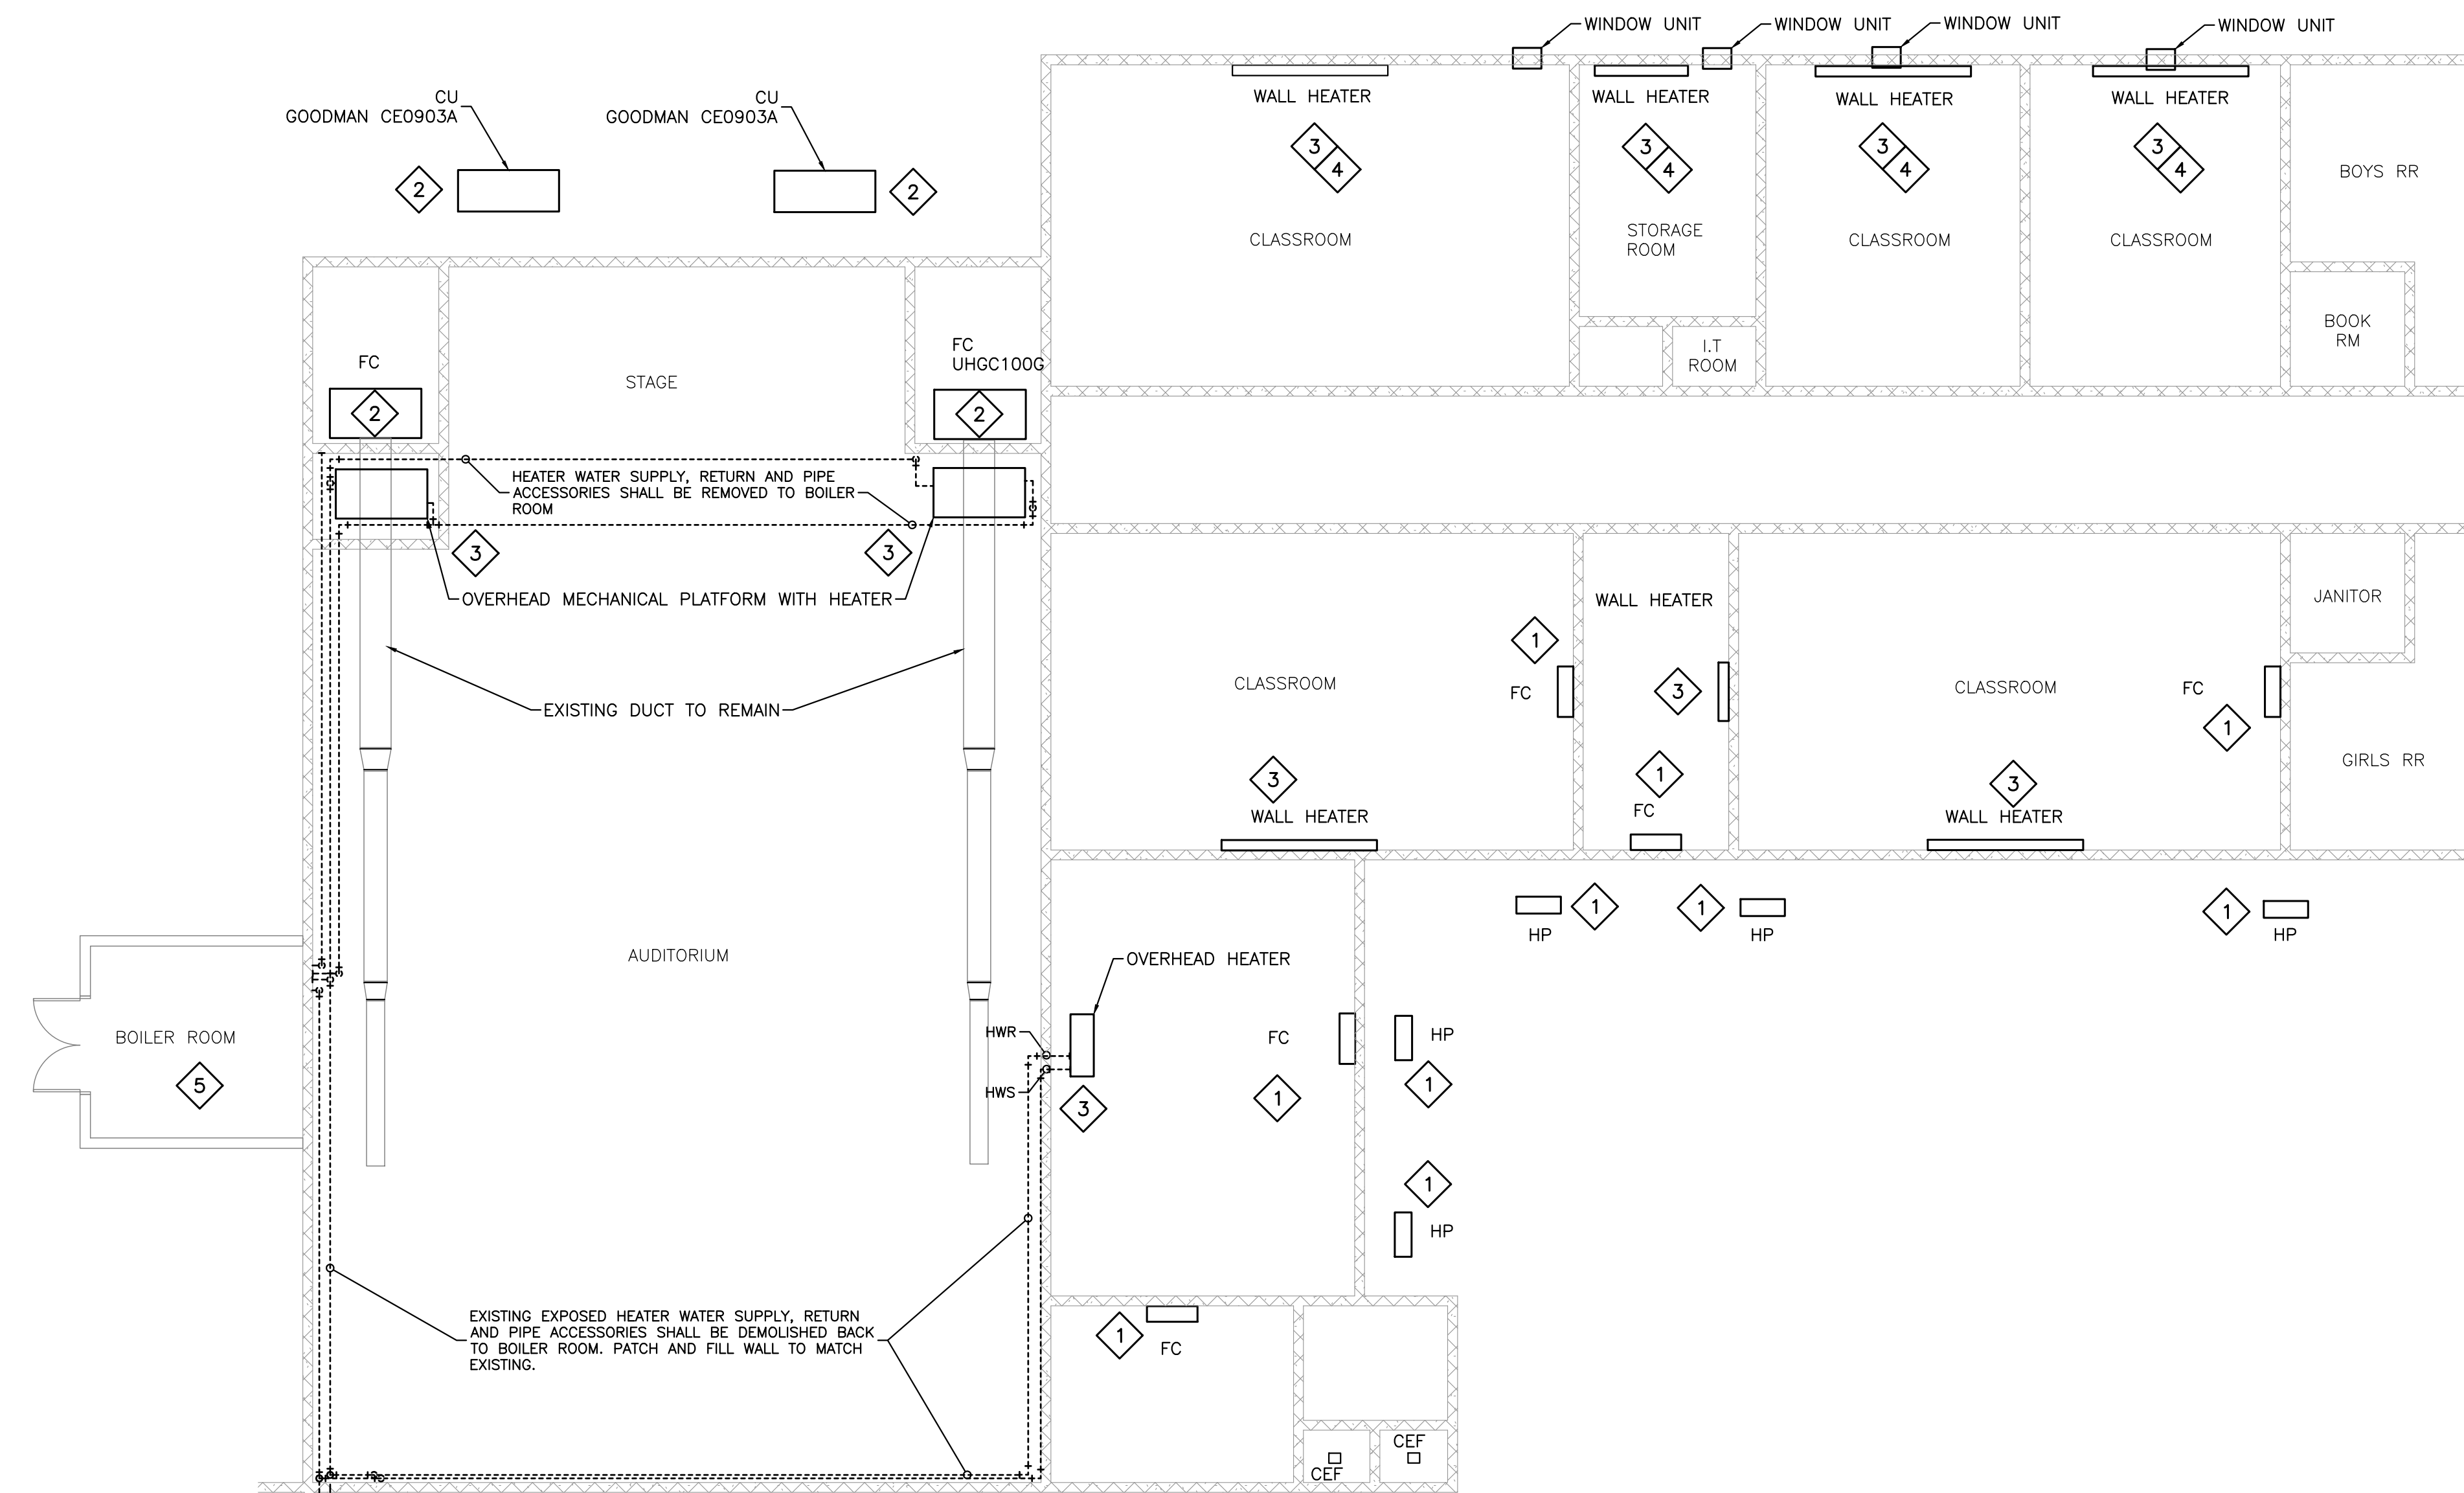 WINDOW UNIT
WINDOW UNIT
WINDOW UNIT
WINDOW UNIT
CU
GOODMAN CE0903A
CU
GOODMAN CE0903A
WALL HEATER
WALL HEATER
WALL HEATER
WALL HEATER
3
4
3
4
3
4
3
4
2
2
BOYS RR
CLASSROOM
STORAGE
ROOM
CLASSROOM
CLASSROOM
FC
FC
UHGC100G
STAGE
I.T
ROOM
BOOK
RM
2
2
HEATER WATER SUPPLY, RETURN AND PIPE
ACCESSORIES SHALL BE REMOVED TO BOILER
ROOM
3
3
OVERHEAD MECHANICAL PLATFORM WITH HEATER
WALL HEATER
JANITOR
1
EXISTING DUCT TO REMAIN
CLASSROOM
FC
3
CLASSROOM
FC
1
3
1
FC
3
GIRLS RR
WALL HEATER
WALL HEATER
1
HP
1
HP
1
HP
AUDITORIUM
OVERHEAD HEATER
BOILER ROOM
5
HWR
HWS
3
FC
1
HP
1
1
HP
EXISTING EXPOSED HEATER WATER SUPPLY, RETURN
AND PIPE ACCESSORIES SHALL BE DEMOLISHED BACK
TO BOILER ROOM. PATCH AND FILL WALL TO MATCH
EXISTING.
1
FC
CEF
CEF